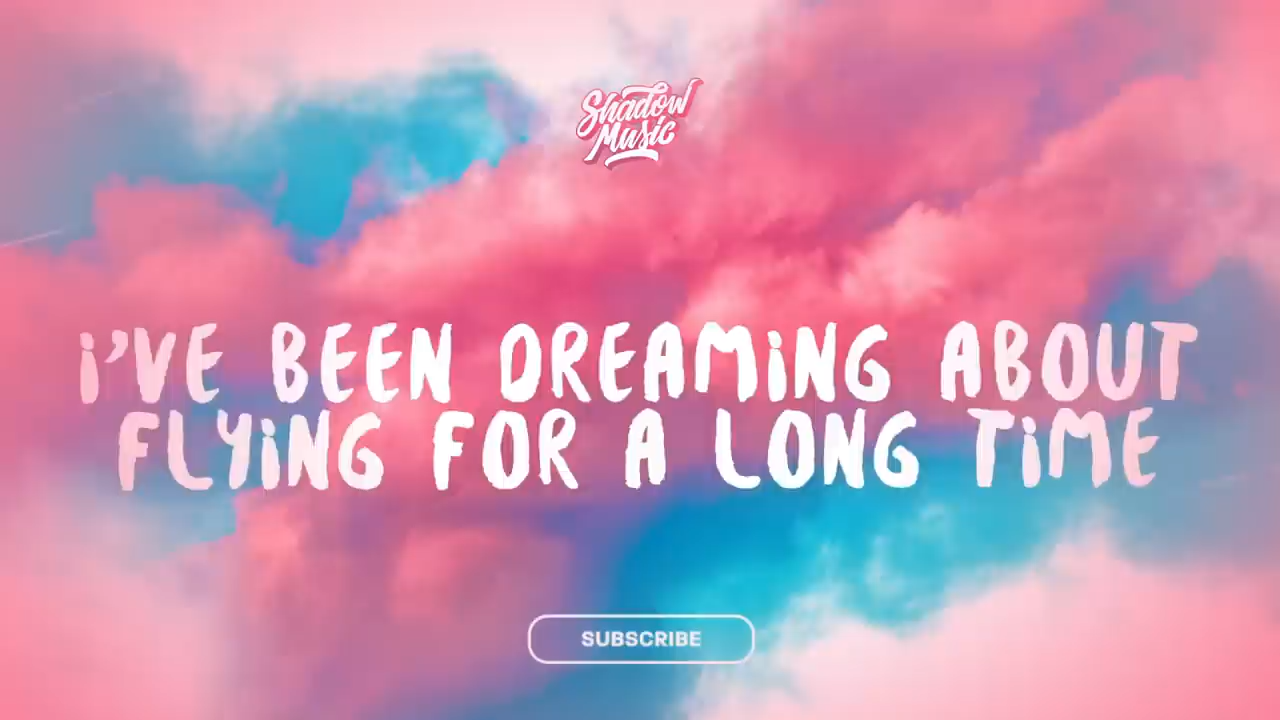 Shadow
Music
i'VE BEEN DREAMiNG ABOUT
FLYiNG FOR A LONG TiME
SUBSCRIBE